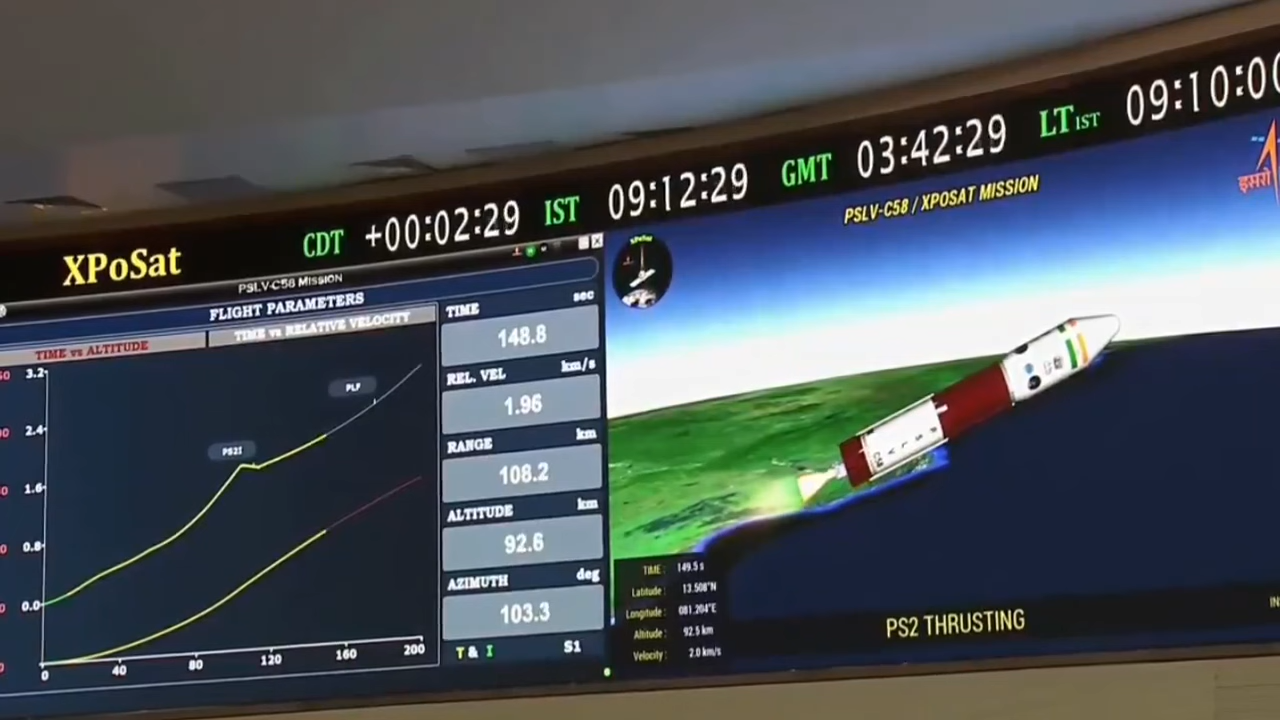 XPoSat CDT +00:02:29 IST 09:12:29 GMT 03:42:29 LT IST 09:10:00
PSLV-C58 MISSION
FLIGHT PARAMETERS
TIME vs ALTITUDE TIME vs RELATIVE VELOCITY
3.2
2.4
1.6
0.8
0.0
0 40 80 120 160 200
PS2I
PLF
TIME sec
148.8
REL. VEL km/s
1.96
RANGE km
108.2
ALTITUDE km
92.6
AZIMUTH deg
103.3
T & I S1
PSLV-C58 / XPOSAT MISSION
इसरो
XPoSat
C58
TIME : 149.5 s
Latitude : 13.508°N
Longitude : 081.204°E
Altitude : 92.5 km
Velocity : 2.0 km/s
PS2 THRUSTING